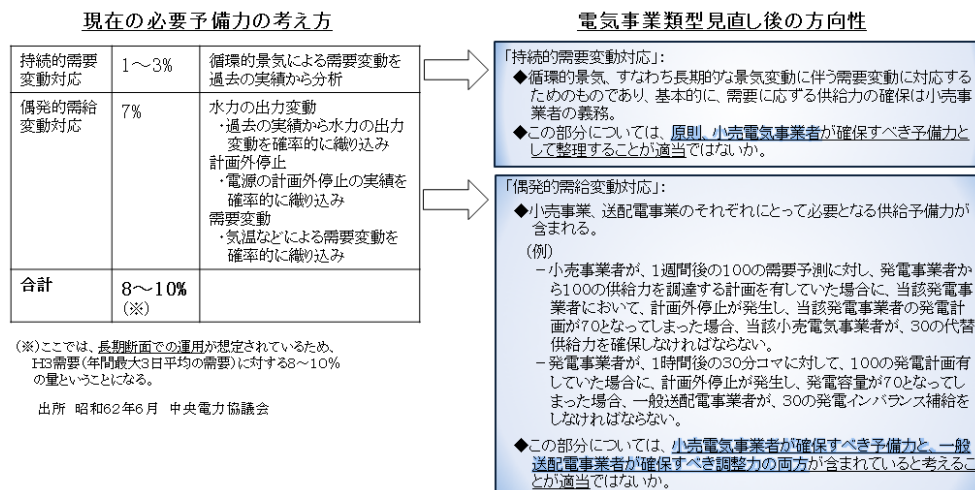 現在の必要予備力の考え方
持続的需要
変動対応
1～3%
循環的景気による需要変動を
過去の実績から分析
偶発的需給
変動対応
7%
水力の出力変動
・過去の実績から水力の出力
変動を確率的に織り込み
計画外停止
・電源の計画外停止の実績を
確率的に織り込み
需要変動
・気温などによる需要変動を
確率的に織り込み
合計
8～10%
(※)
(※)ここでは、長期断面での運用が想定されているため、
H3需要(年間最大3日平均の需要)に対する8～10%
の量ということになる。
出所 昭和62年6月 中央電力協議会
電気事業類型見直し後の方向性
「持続的需要変動対応」:
◆循環的景気、すなわち長期的な景気変動に伴う需要変動に対応する
ためのものであり、基本的に、需要に応ずる供給力の確保は小売事
業者の義務。
◆この部分については、原則、小売電気事業者が確保すべき予備力と
して整理することが適当ではないか。
「偶発的需給変動対応」:
◆小売事業、送配電事業のそれぞれにとって必要となる供給予備力が
含まれる。
(例)
－小売事業者が、1週間後の100の需要予測に対し、発電事業者か
ら100の供給力を調達する計画を有していた場合に、当該発電事
業者において、計画外停止が発生し、当該発電事業者の発電計
画が70となってしまった場合、当該小売電気事業者が、30の代替
供給力を確保しなければならない。
－発電事業者が、1時間後の30分コマに対して、100の発電計画有
していた場合に、計画外停止が発生し、発電容量が70となってし
まった場合、一般送配電事業者が、30の発電インバランス補給を
しなければならない。
◆この部分については、小売電気事業者が確保すべき予備力と、一般
送配電事業者が確保すべき調整力の両方が含まれていると考えるこ
とが適当ではないか。